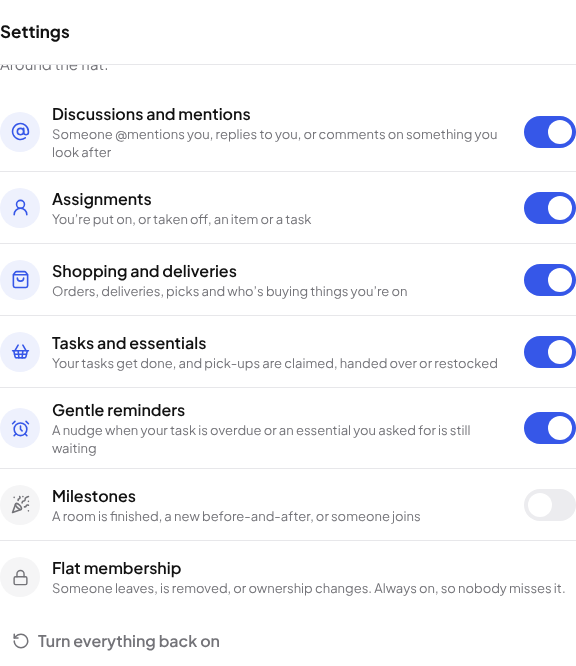 Settings
Around the flat.
Discussions and mentions
Someone @mentions you, replies to you, or comments on something you
look after
Assignments
You're put on, or taken off, an item or a task
Shopping and deliveries
Orders, deliveries, picks and who's buying things you're on
Tasks and essentials
Your tasks get done, and pick-ups are claimed, handed over or restocked
Gentle reminders
A nudge when your task is overdue or an essential you asked for is still
waiting
Milestones
A room is finished, a new before-and-after, or someone joins
Flat membership
Someone leaves, is removed, or ownership changes. Always on, so nobody misses it.
Turn everything back on